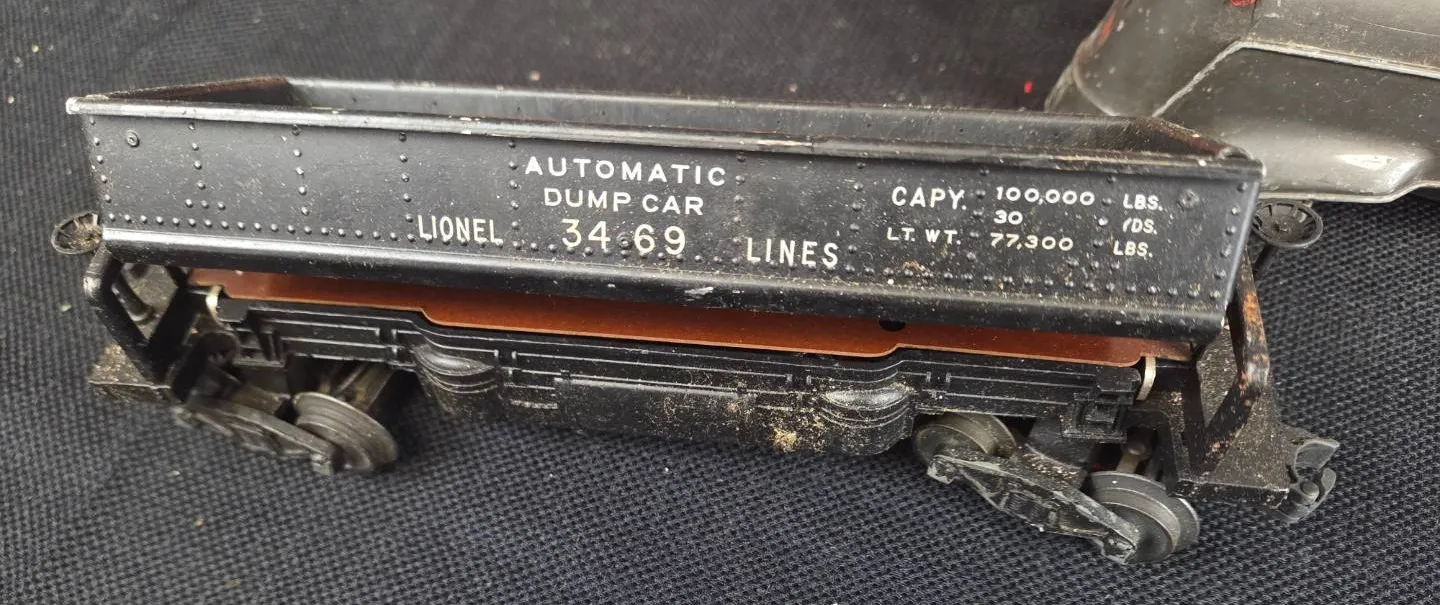 AUTOMATIC
DUMP CAR
LIONEL 3469 LINES
CAPY. 100,000 LBS.
30 YDS.
LT. WT. 77,300 LBS.